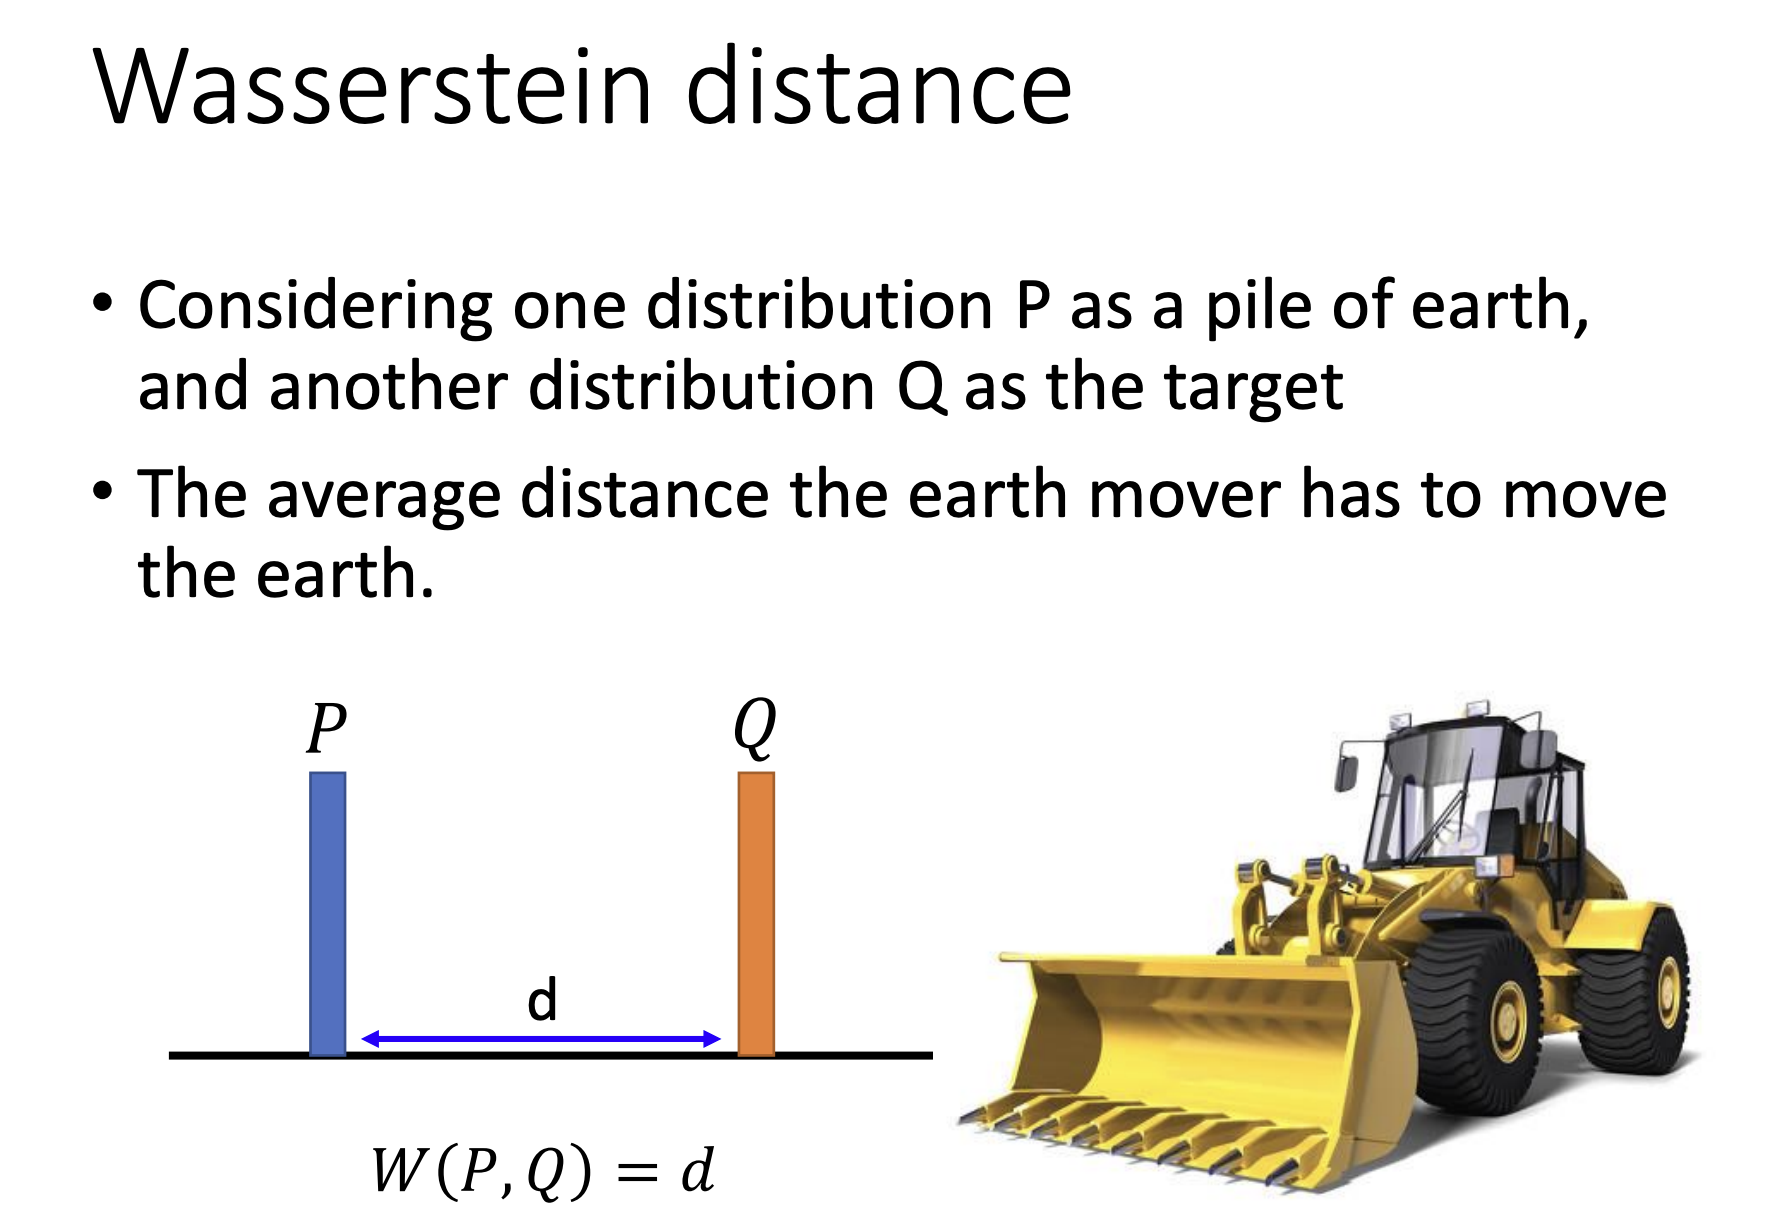 Wasserstein distance
• Considering one distribution P as a pile of earth,
and another distribution Q as the target
• The average distance the earth mover has to move
the earth.
P
Q
d
W(P, Q) = d